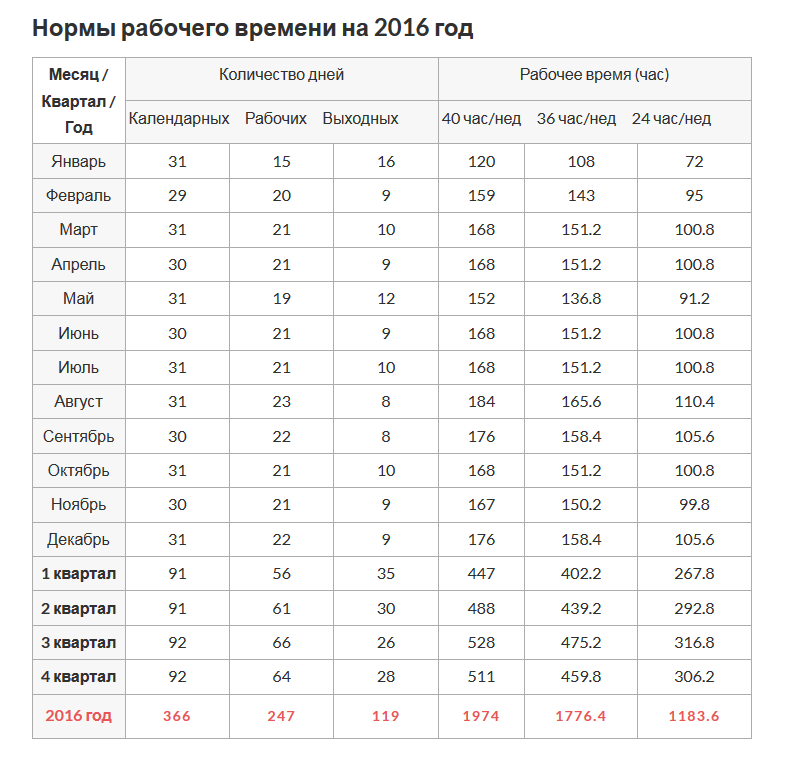 Нормы рабочего времени на 2016 год
Месяц / Квартал / Год Количество дней Рабочее время (час)
Календарных Рабочих Выходных 40 час/нед 36 час/нед 24 час/нед
Январь 31 15 16 120 108 72
Февраль 29 20 9 159 143 95
Март 31 21 10 168 151.2 100.8
Апрель 30 21 9 168 151.2 100.8
Май 31 19 12 152 136.8 91.2
Июнь 30 21 9 168 151.2 100.8
Июль 31 21 10 168 151.2 100.8
Август 31 23 8 184 165.6 110.4
Сентябрь 30 22 8 176 158.4 105.6
Октябрь 31 21 10 168 151.2 100.8
Ноябрь 30 21 9 167 150.2 99.8
Декабрь 31 22 9 176 158.4 105.6
1 квартал 91 56 35 447 402.2 267.8
2 квартал 91 61 30 488 439.2 292.8
3 квартал 92 66 26 528 475.2 316.8
4 квартал 92 64 28 511 459.8 306.2
2016 год 366 247 119 1974 1776.4 1183.6